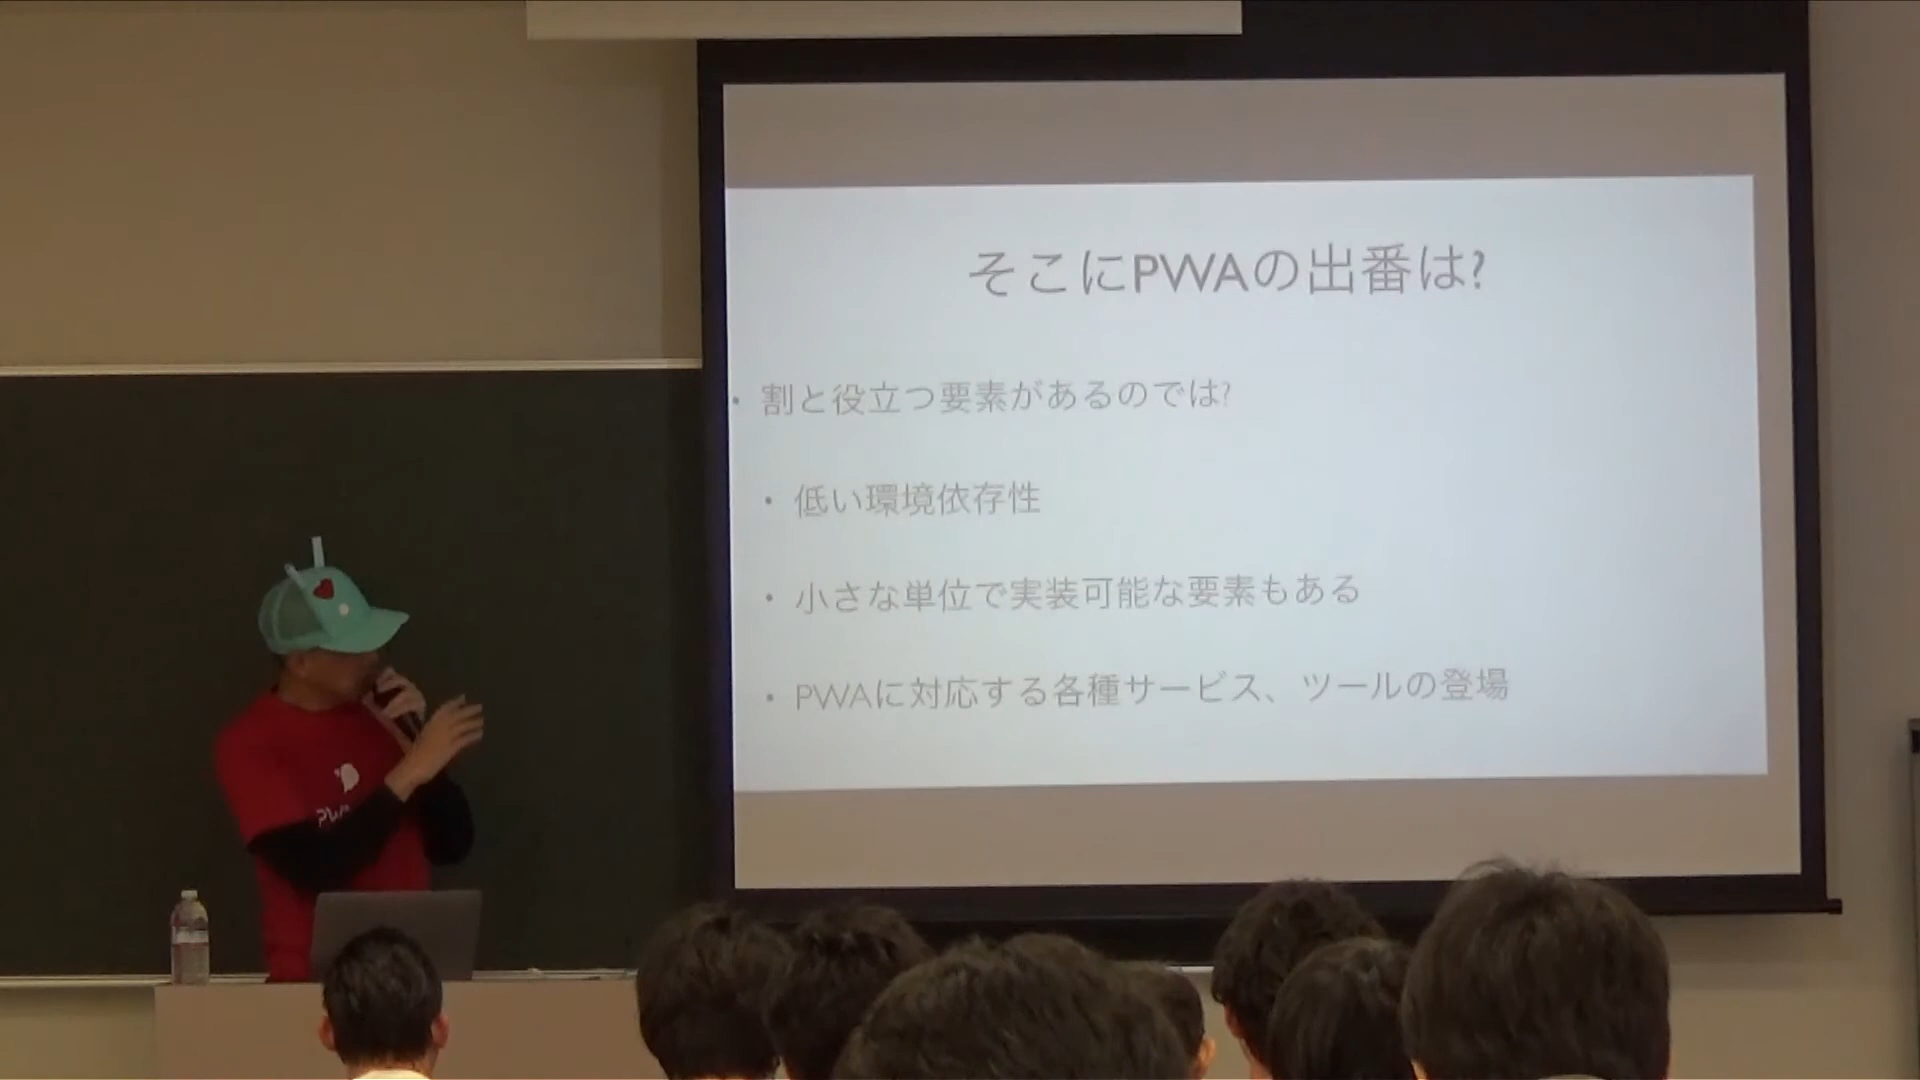 そこにPWAの出番は?
・割と役立つ要素があるのでは?
・低い環境依存性
・小さな単位で実装可能な要素もある
・PWAに対応する各種サービス、ツールの登場